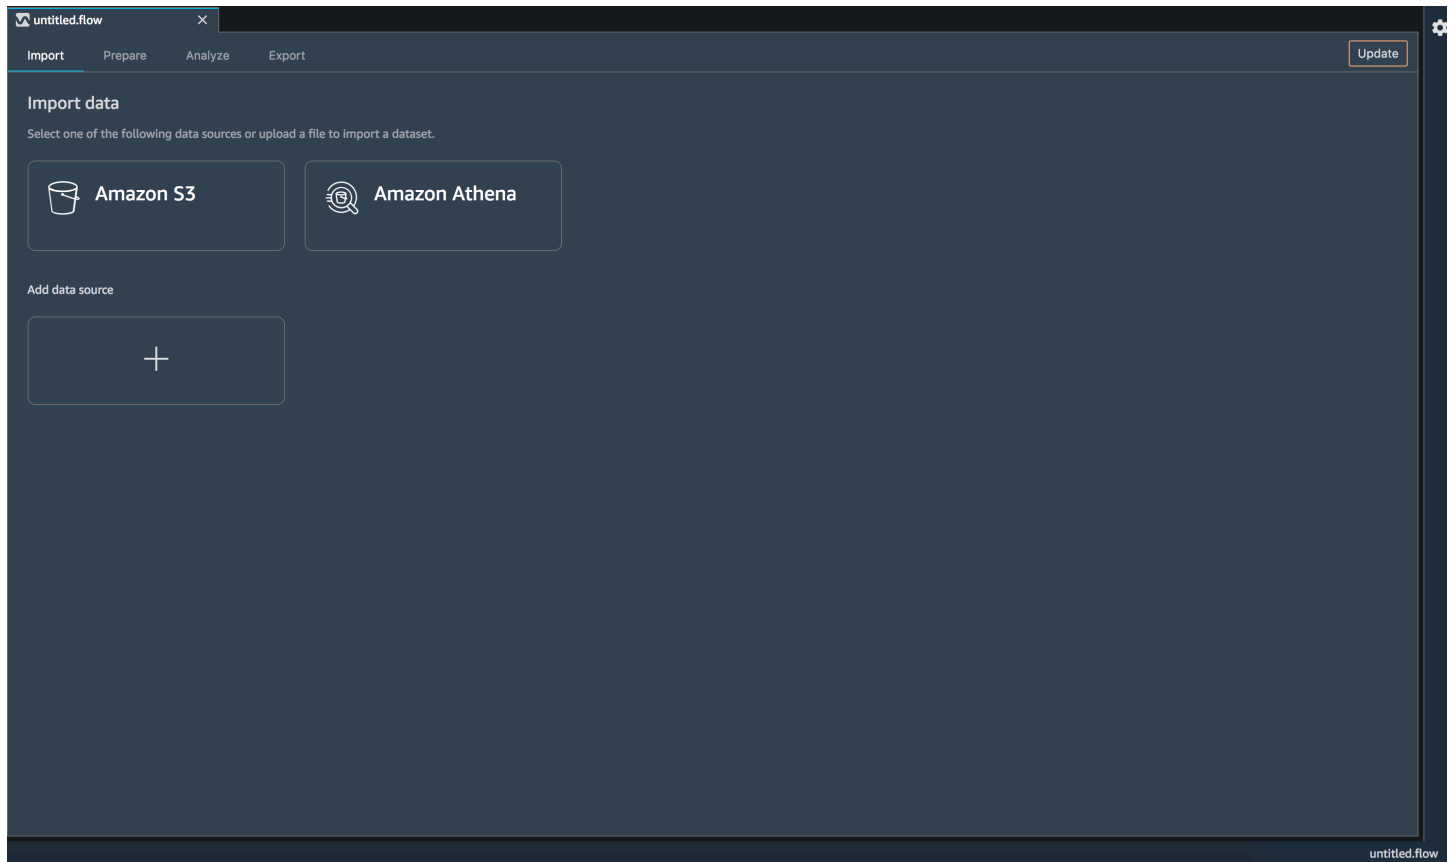 untitled.flow
Import Prepare Analyze Export Update
Import data
Select one of the following data sources or upload a file to import a dataset.
Amazon S3 Amazon Athena
Add data source
untitled.flow